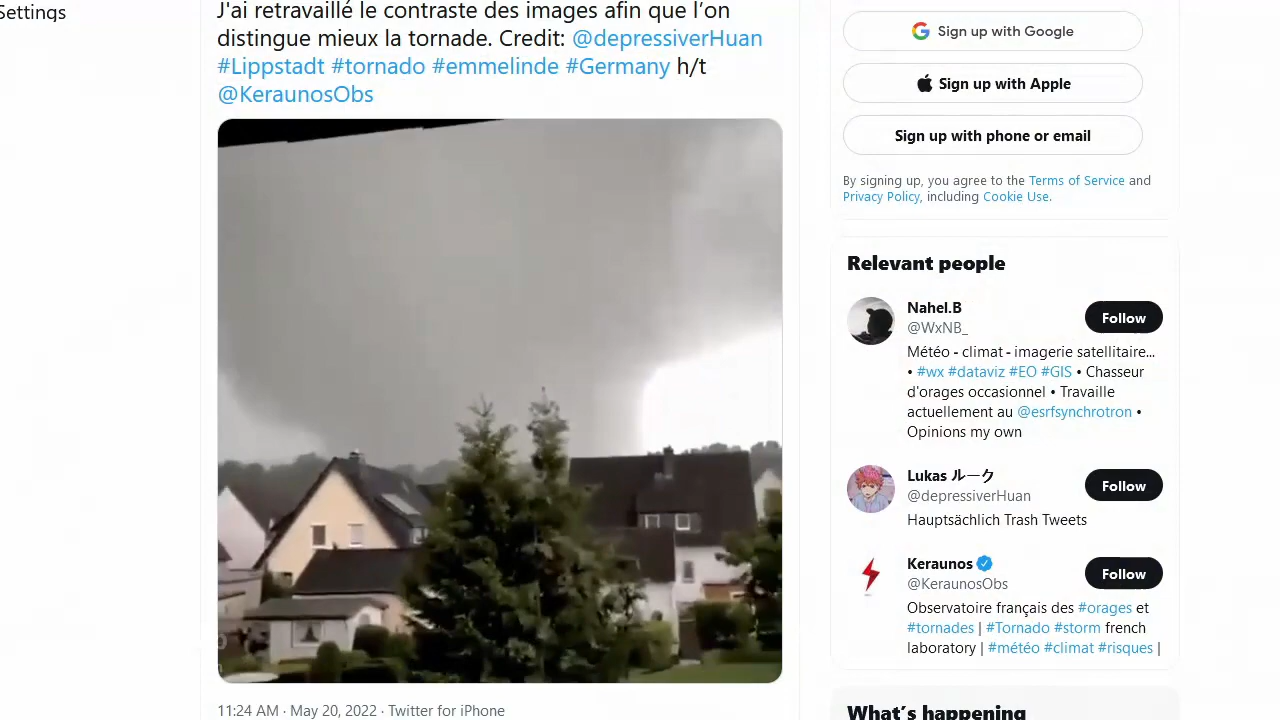 Settings
J'ai retravaillé le contraste des images afin que l'on
distingue mieux la tornade. Credit: @depressiverHuan
#Lippstadt #tornado #emmelinde #Germany h/t
@KeraunosObs
11:24 AM · May 20, 2022 · Twitter for iPhone
Sign up with Google
Sign up with Apple
Sign up with phone or email
By signing up, you agree to the Terms of Service and
Privacy Policy, including Cookie Use.
Relevant people
Nahel.B
@WxNB_
Follow
Météo - climat - imagerie satellitaire...
• #wx #dataviz #EO #GIS • Chasseur
d'orages occasionnel • Travaille
actuellement au @esrfsynchrotron •
Opinions my own
Lukas ルーク
@depressiverHuan
Follow
Hauptsächlich Trash Tweets
Keraunos
@KeraunosObs
Follow
Observatoire français des #orages et
#tornades | #Tornado #storm french
laboratory | #météo #climat #risques |
What's happening